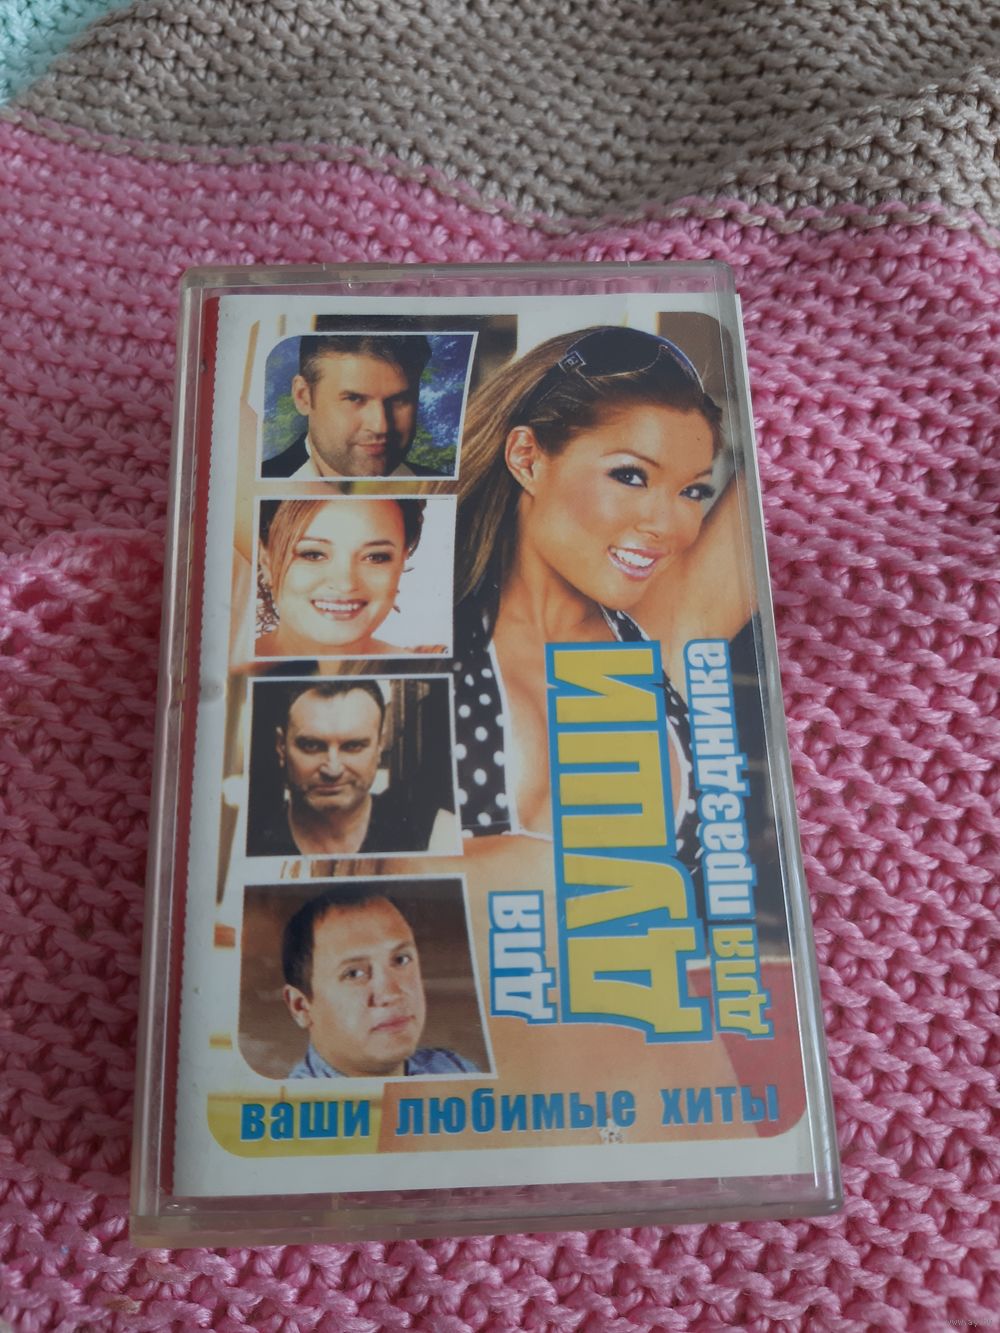 для
души
для праздника
ваши любимые хиты